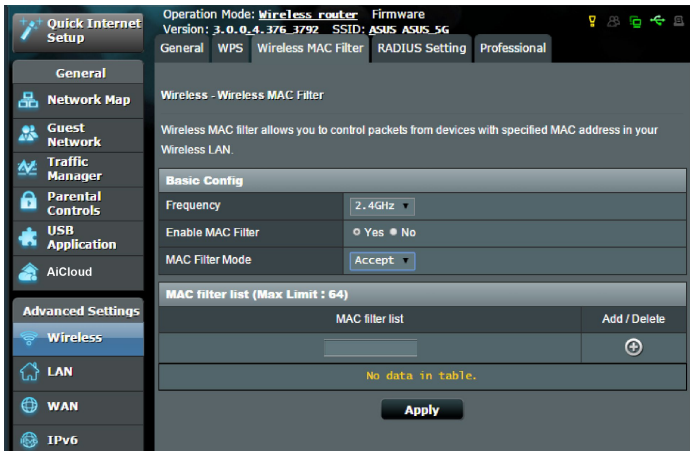 Quick Internet
Setup
Operation Mode: Wireless router Firmware
Version: 3.0.0.4.376_3792 SSID: ASUS ASUS_5G
General WPS Wireless MAC Filter RADIUS Setting Professional
General
Network Map
Guest
Network
Traffic
Manager
Parental
Controls
USB
Application
AiCloud
Advanced Settings
Wireless
LAN
WAN
IPv6
Wireless - Wireless MAC Filter
Wireless MAC filter allows you to control packets from devices with specified MAC address in your
Wireless LAN.
Basic Config
Frequency 2.4GHz
Enable MAC Filter Yes No
MAC Filter Mode Accept
MAC filter list (Max Limit : 64)
MAC filter list Add / Delete
No data in table.
Apply